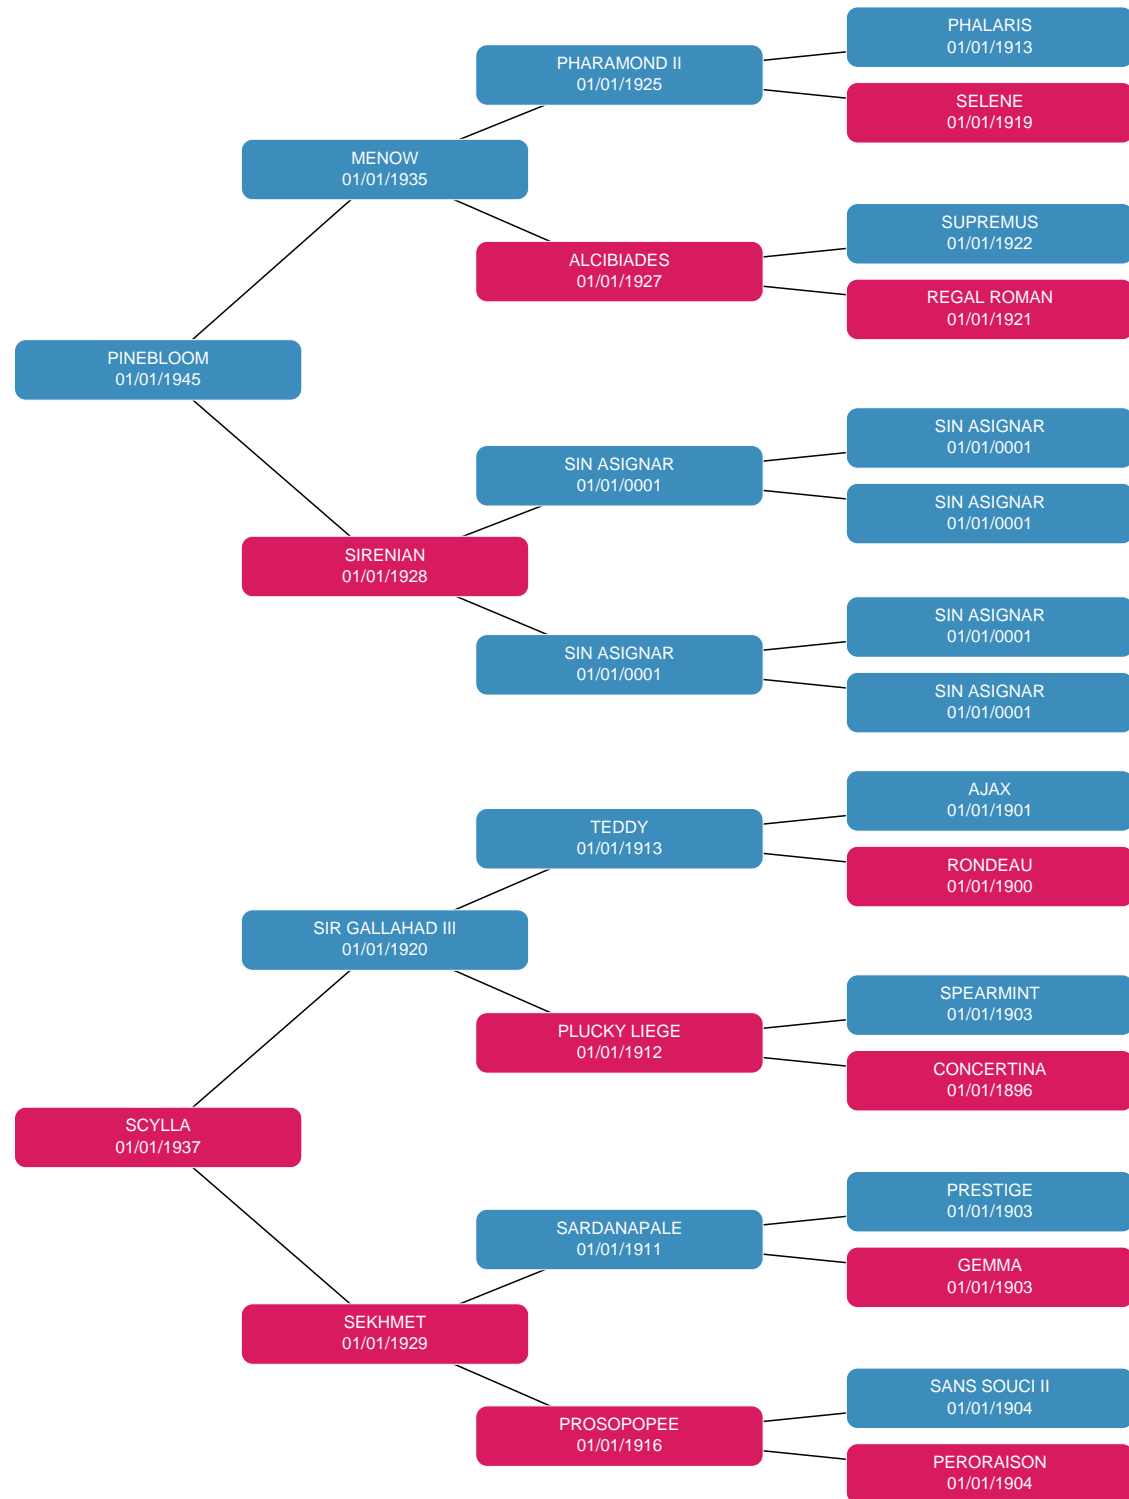 PHALARIS
01/01/1913
PHARAMOND II
01/01/1925
SELENE
01/01/1919
MENOW
01/01/1935
SUPREMUS
01/01/1922
ALCIBIADES
01/01/1927
REGAL ROMAN
01/01/1921
PINEBLOOM
01/01/1945
SIN ASIGNAR
01/01/0001
SIN ASIGNAR
01/01/0001
SIN ASIGNAR
01/01/0001
SIRENIAN
01/01/1928
SIN ASIGNAR
01/01/0001
SIN ASIGNAR
01/01/0001
SIN ASIGNAR
01/01/0001
AJAX
01/01/1901
TEDDY
01/01/1913
RONDEAU
01/01/1900
SIR GALLAHAD III
01/01/1920
SPEARMINT
01/01/1903
PLUCKY LIEGE
01/01/1912
CONCERTINA
01/01/1896
SCYLLA
01/01/1937
PRESTIGE
01/01/1903
SARDANAPALE
01/01/1911
GEMMA
01/01/1903
SEKHMET
01/01/1929
SANS SOUCI II
01/01/1904
PROSOPOPEE
01/01/1916
PERORAISON
01/01/1904